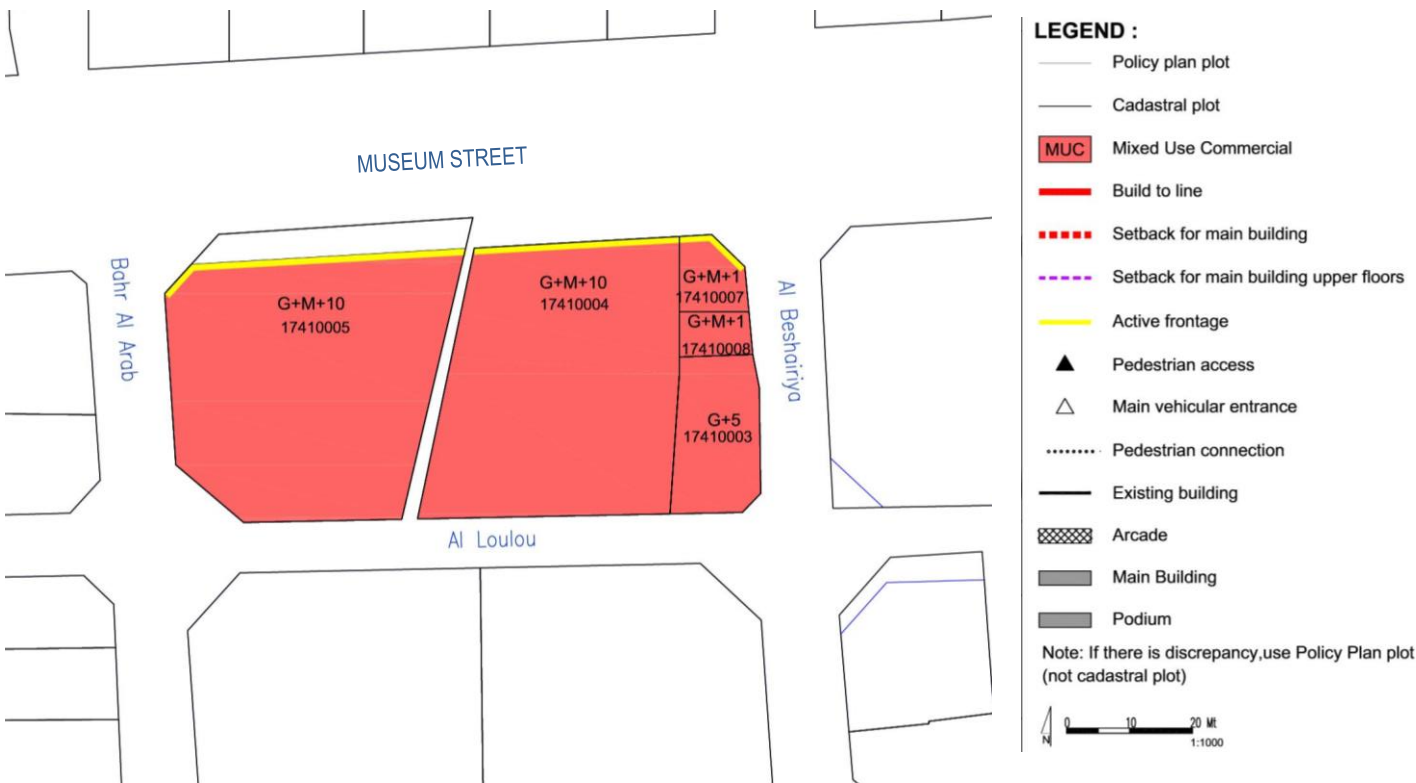 MUSEUM STREET
Bahr Al Arab
G+M+10
17410005
G+M+10
17410004
G+M+1
17410007
G+M+1
17410008
G+5
17410003
Al Beshairiya
Al Loulou
LEGEND :
Policy plan plot
Cadastral plot
MUC Mixed Use Commercial
Build to line
Setback for main building
Setback for main building upper floors
Active frontage
Pedestrian access
Main vehicular entrance
Pedestrian connection
Existing building
Arcade
Main Building
Podium
Note: If there is discrepancy,use Policy Plan plot
(not cadastral plot)
N 0 10 20 Mt
1:1000